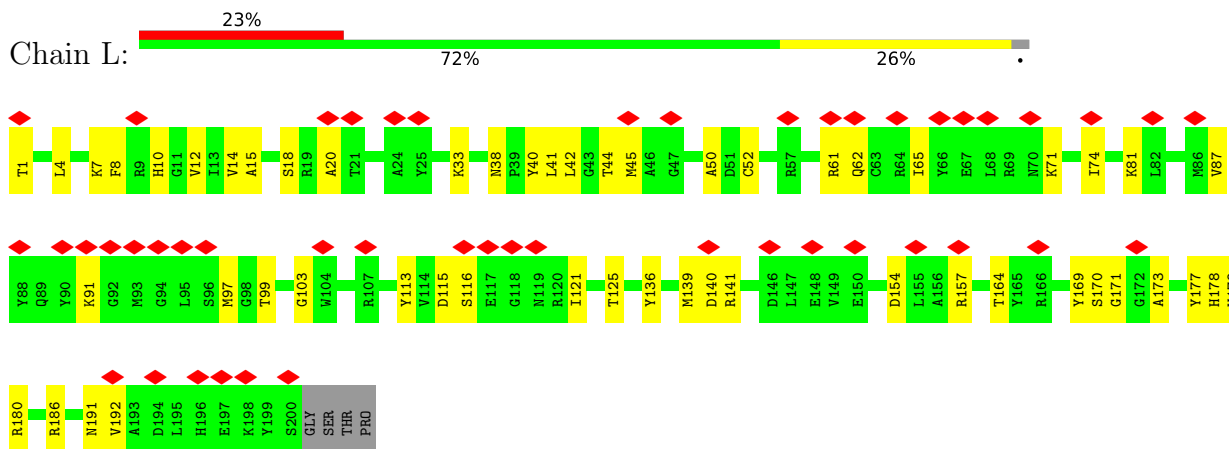 23%
Chain L:
72% 26% •
T1 L4 K7 F8 R9 H10 G11 V12 I13 V14 A15 S18 R19 A20 T21 A24 Y25 K33 N38 P39 Y40 L41 L42 G43 T44 M45 A46 G47 A50 D51 C52 R57 R61 Q62 C63 R64 I65 Y66 E67 L68 R69 N70 K71 I74 K81 L82 M86 V87
Y88 Q89 Y90 K91 G92 M93 G94 L95 S96 M97 G98 T99 G103 W104 R107 Y113 V114 D115 S116 E117 G118 N119 R120 I121 T125 Y136 M139 D140 R141 D146 L147 E148 V149 E150 D154 L155 A156 R157 T164 Y165 R166 Y169 S170 G171 G172 A173 Y177 H178
R180 R186 N191 V192 A193 D194 L195 H196 E197 K198 Y199 S200 GLY SER THR PRO